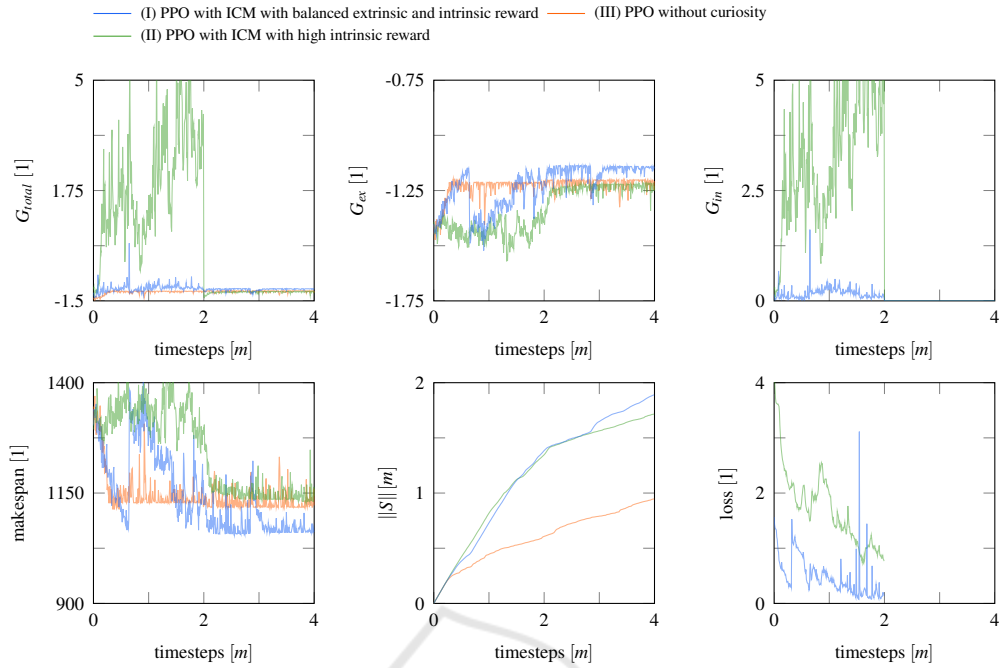 (I) PPO with ICM with balanced extrinsic and intrinsic reward
(III) PPO without curiosity
(II) PPO with ICM with high intrinsic reward
5
1.75
-1.5
G_total [1]
0 2 4
timesteps [m]
-0.75
-1.25
-1.75
G_ex [1]
0 2 4
timesteps [m]
5
2.5
0
G_in [1]
0 2 4
timesteps [m]
1400
1150
900
makespan [1]
0 2 4
timesteps [m]
2
1
0
||S|| [m]
0 2 4
timesteps [m]
4
2
0
loss [1]
0 2 4
timesteps [m]